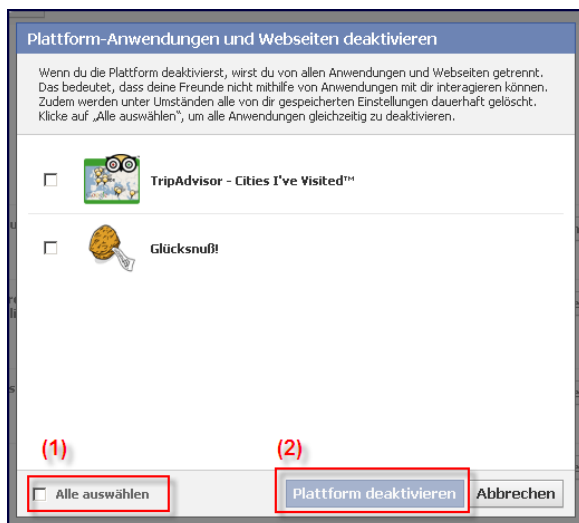 Plattform-Anwendungen und Webseiten deaktivieren
Wenn du die Plattform deaktivierst, wirst du von allen Anwendungen und Webseiten getrennt.
Das bedeutet, dass deine Freunde nicht mithilfe von Anwendungen mit dir interagieren können.
Zudem werden unter Umständen alle von dir gespeicherten Einstellungen dauerhaft gelöscht.
Klicke auf „Alle auswählen", um alle Anwendungen gleichzeitig zu deaktivieren.
TripAdvisor - Cities I've Visited™
Glücksnuß!
(1) (2)
Alle auswählen Plattform deaktivieren Abbrechen